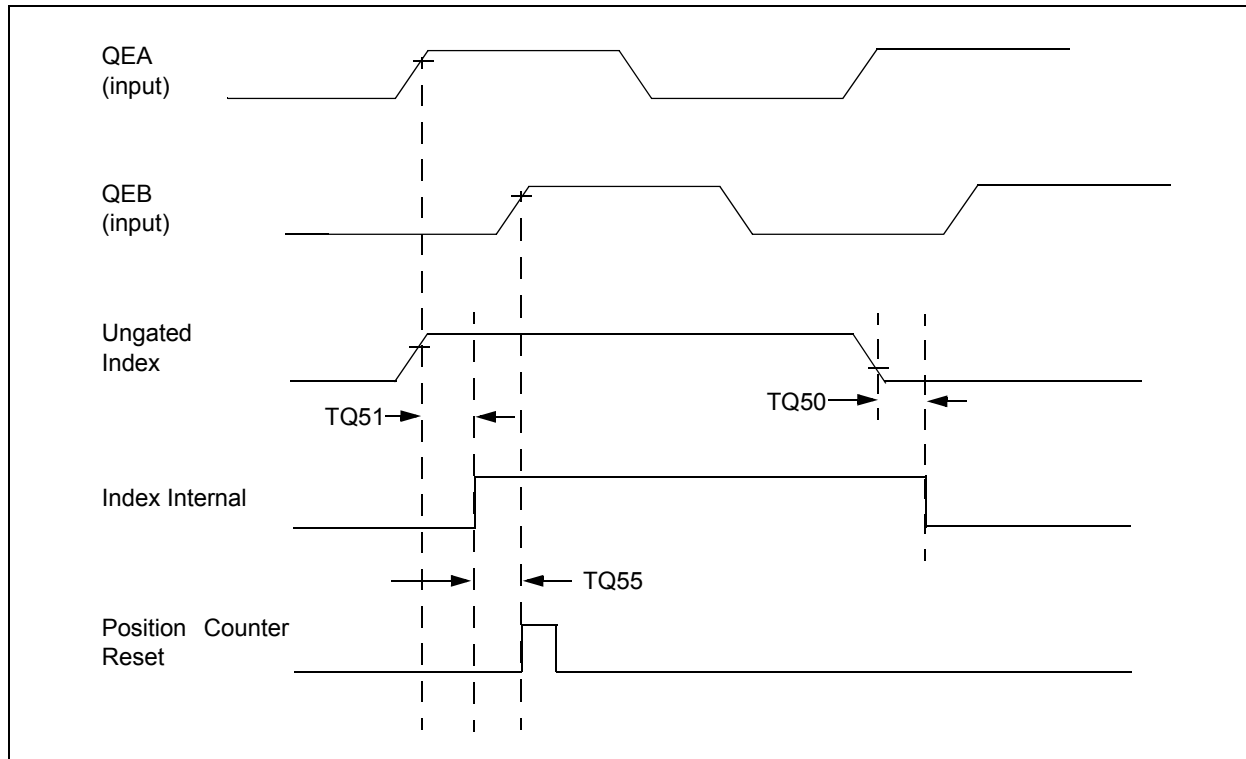 QEA
(input)
QEB
(input)
Ungated
Index
TQ51
TQ50
Index Internal
TQ55
Position Counter
Reset